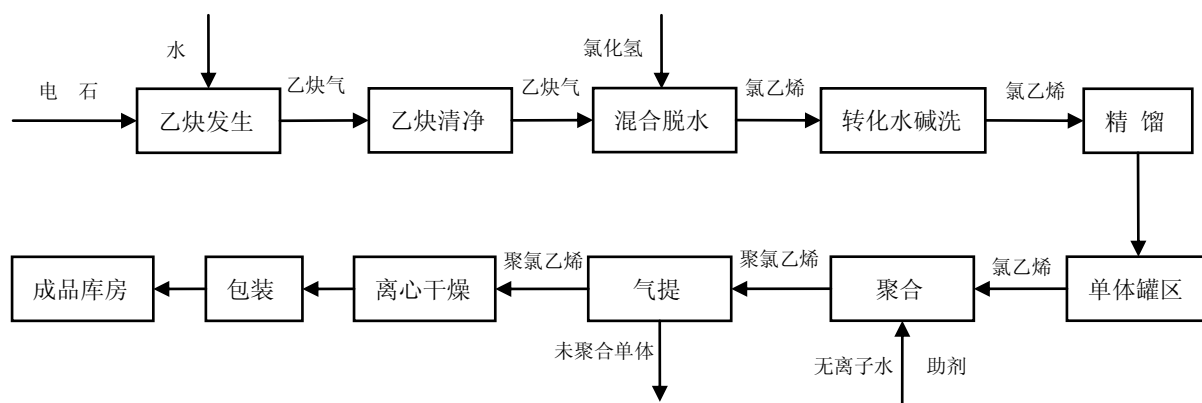 水
氯化氢
电 石
乙炔气
乙炔气
氯乙烯
氯乙烯
乙炔发生
乙炔清净
混合脱水
转化水碱洗
精 馏
聚氯乙烯
聚氯乙烯
氯乙烯
成品库房
包装
离心干燥
气提
聚合
单体罐区
未聚合单体
无离子水
助剂